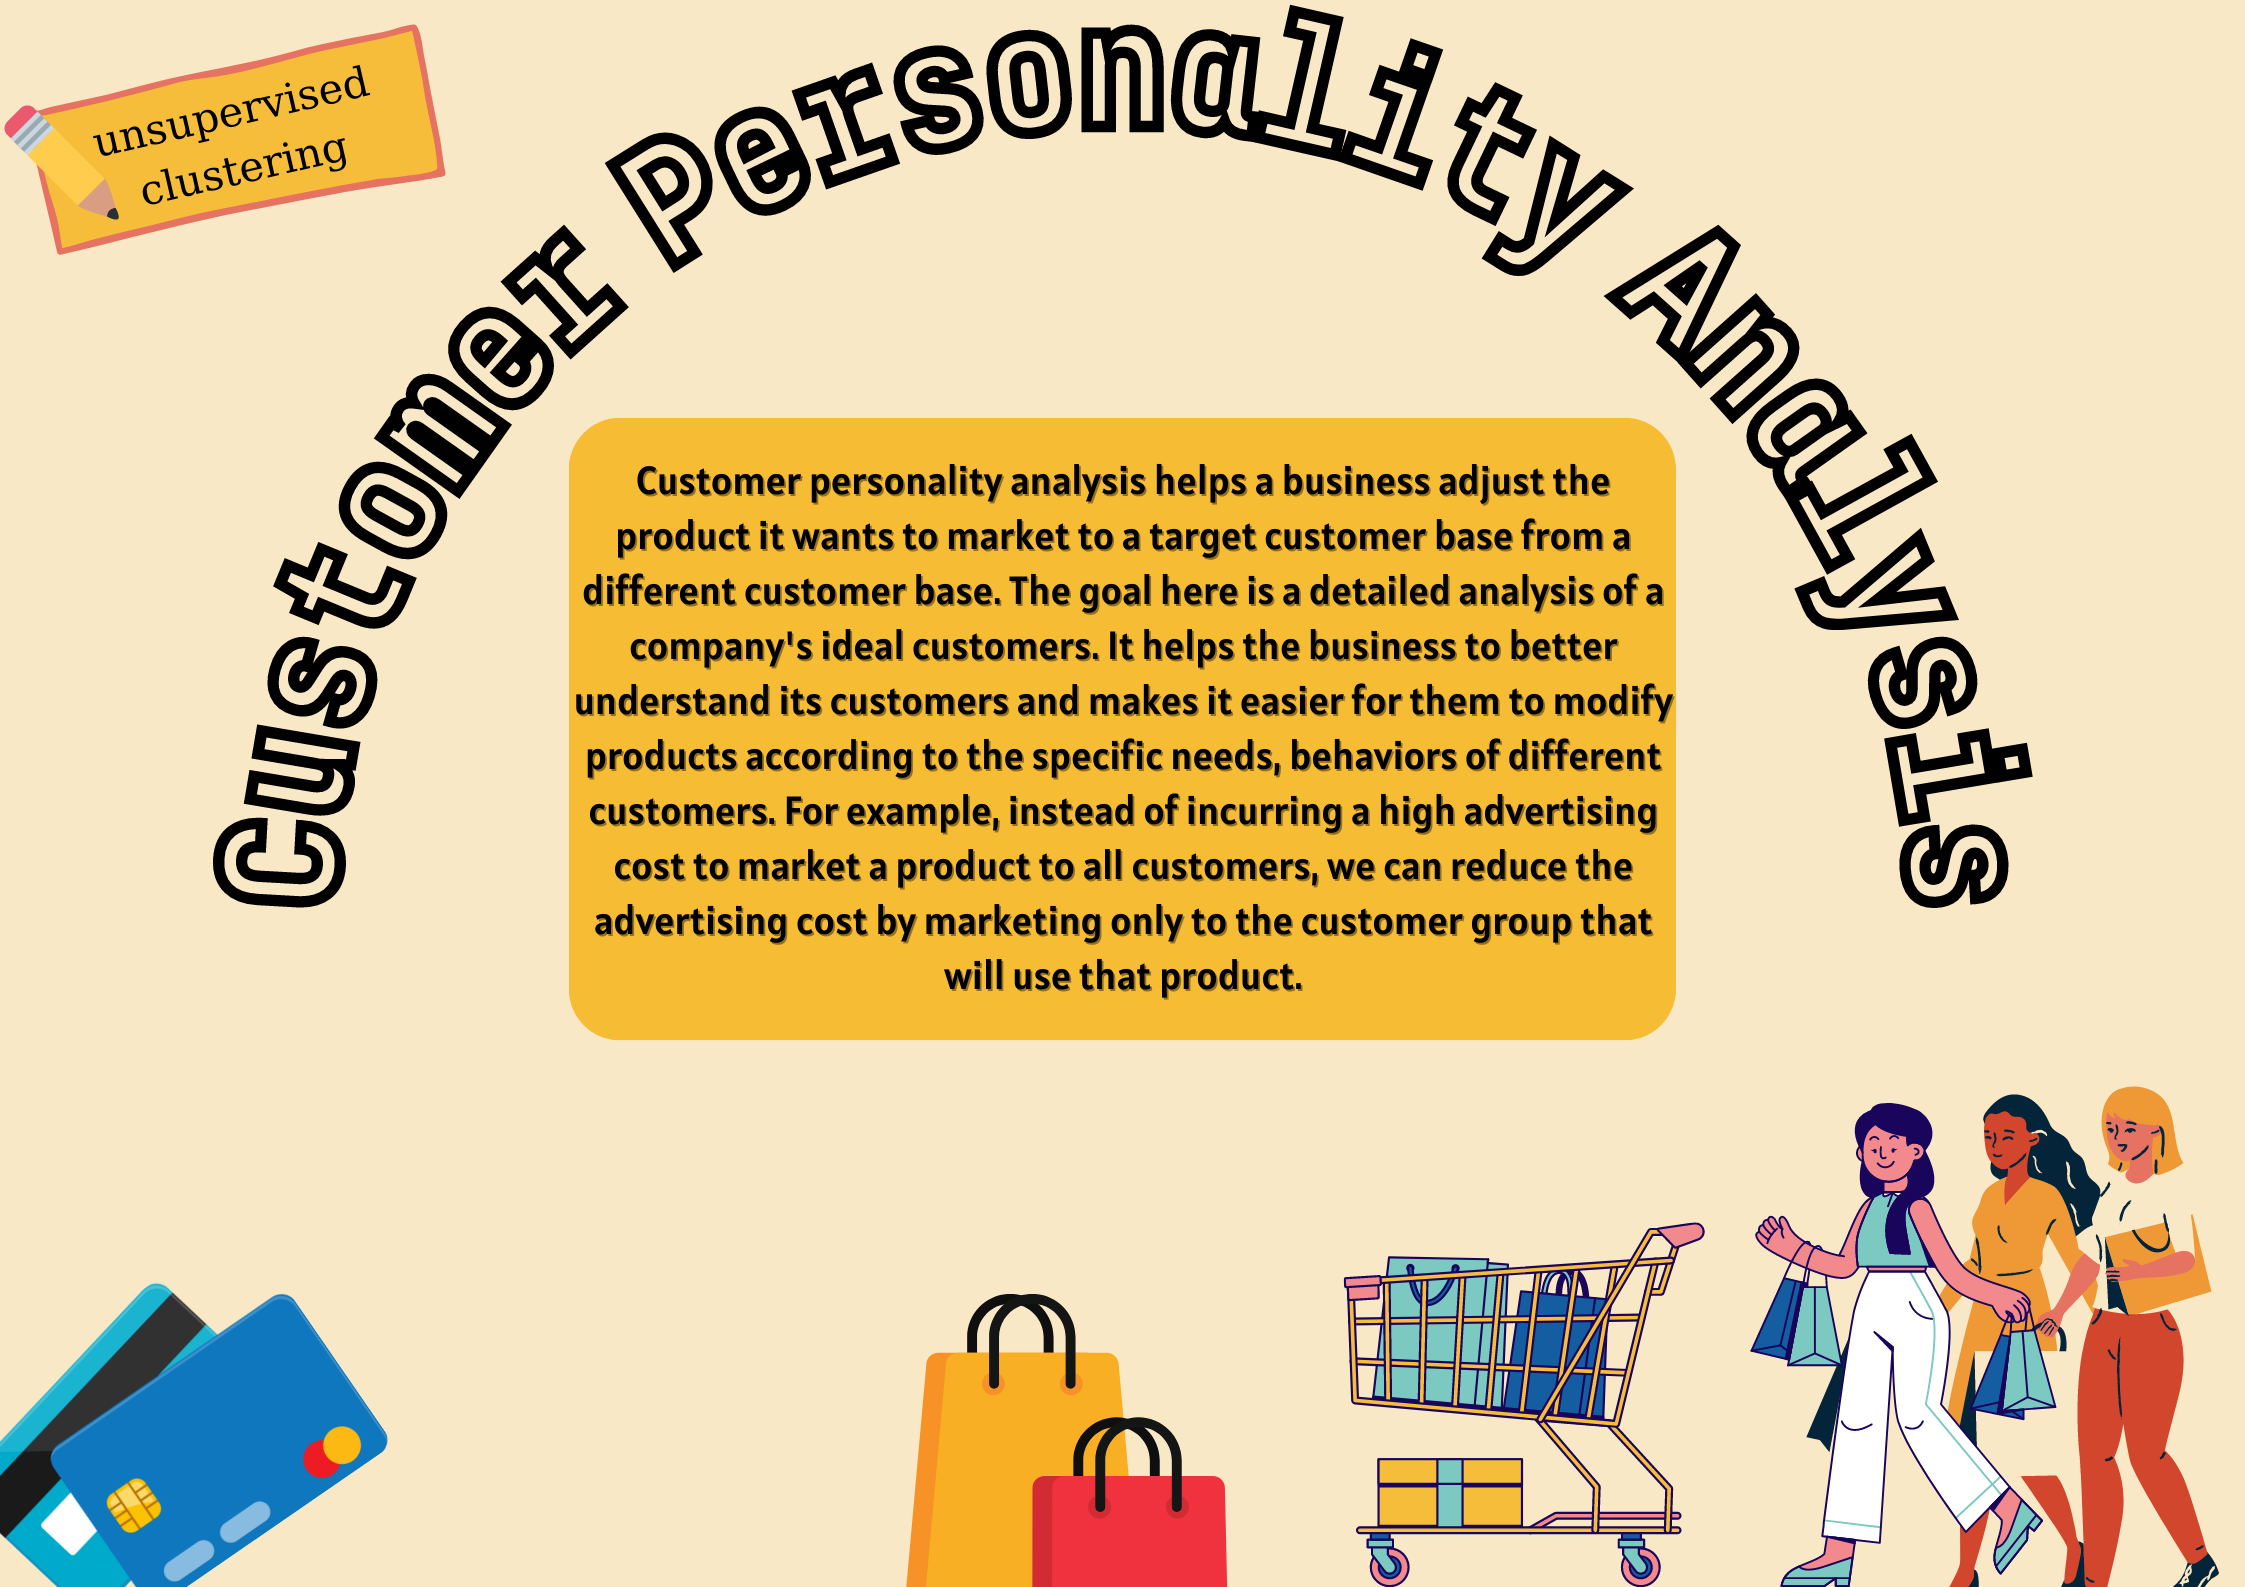 unsupervised
clustering
Customer Personality Analysis
Customer personality analysis helps a business adjust the
product it wants to market to a target customer base from a
different customer base. The goal here is a detailed analysis of a
company's ideal customers. It helps the business to better
understand its customers and makes it easier for them to modify
products according to the specific needs, behaviors of different
customers. For example, instead of incurring a high advertising
cost to market a product to all customers, we can reduce the
advertising cost by marketing only to the customer group that
will use that product.